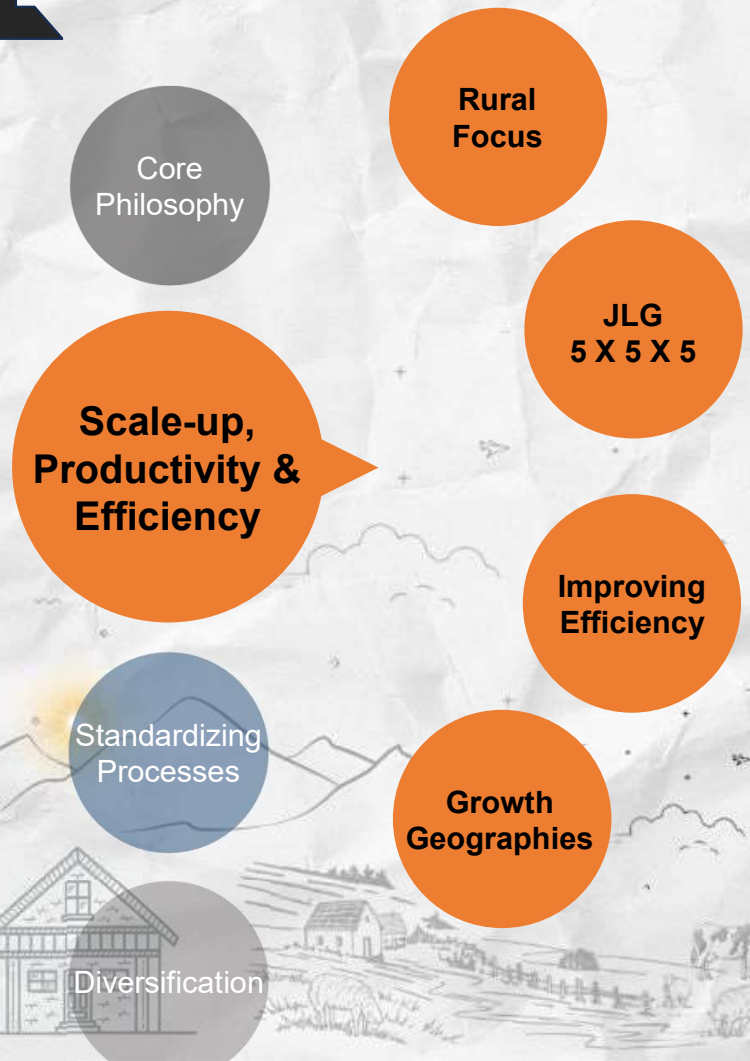 Core
Philosophy
Scale-up,
Productivity &
Efficiency
Standardizing
Processes
Diversification
Rural
Focus
JLG
5 X 5 X 5
Improving
Efficiency
Growth
Geographies